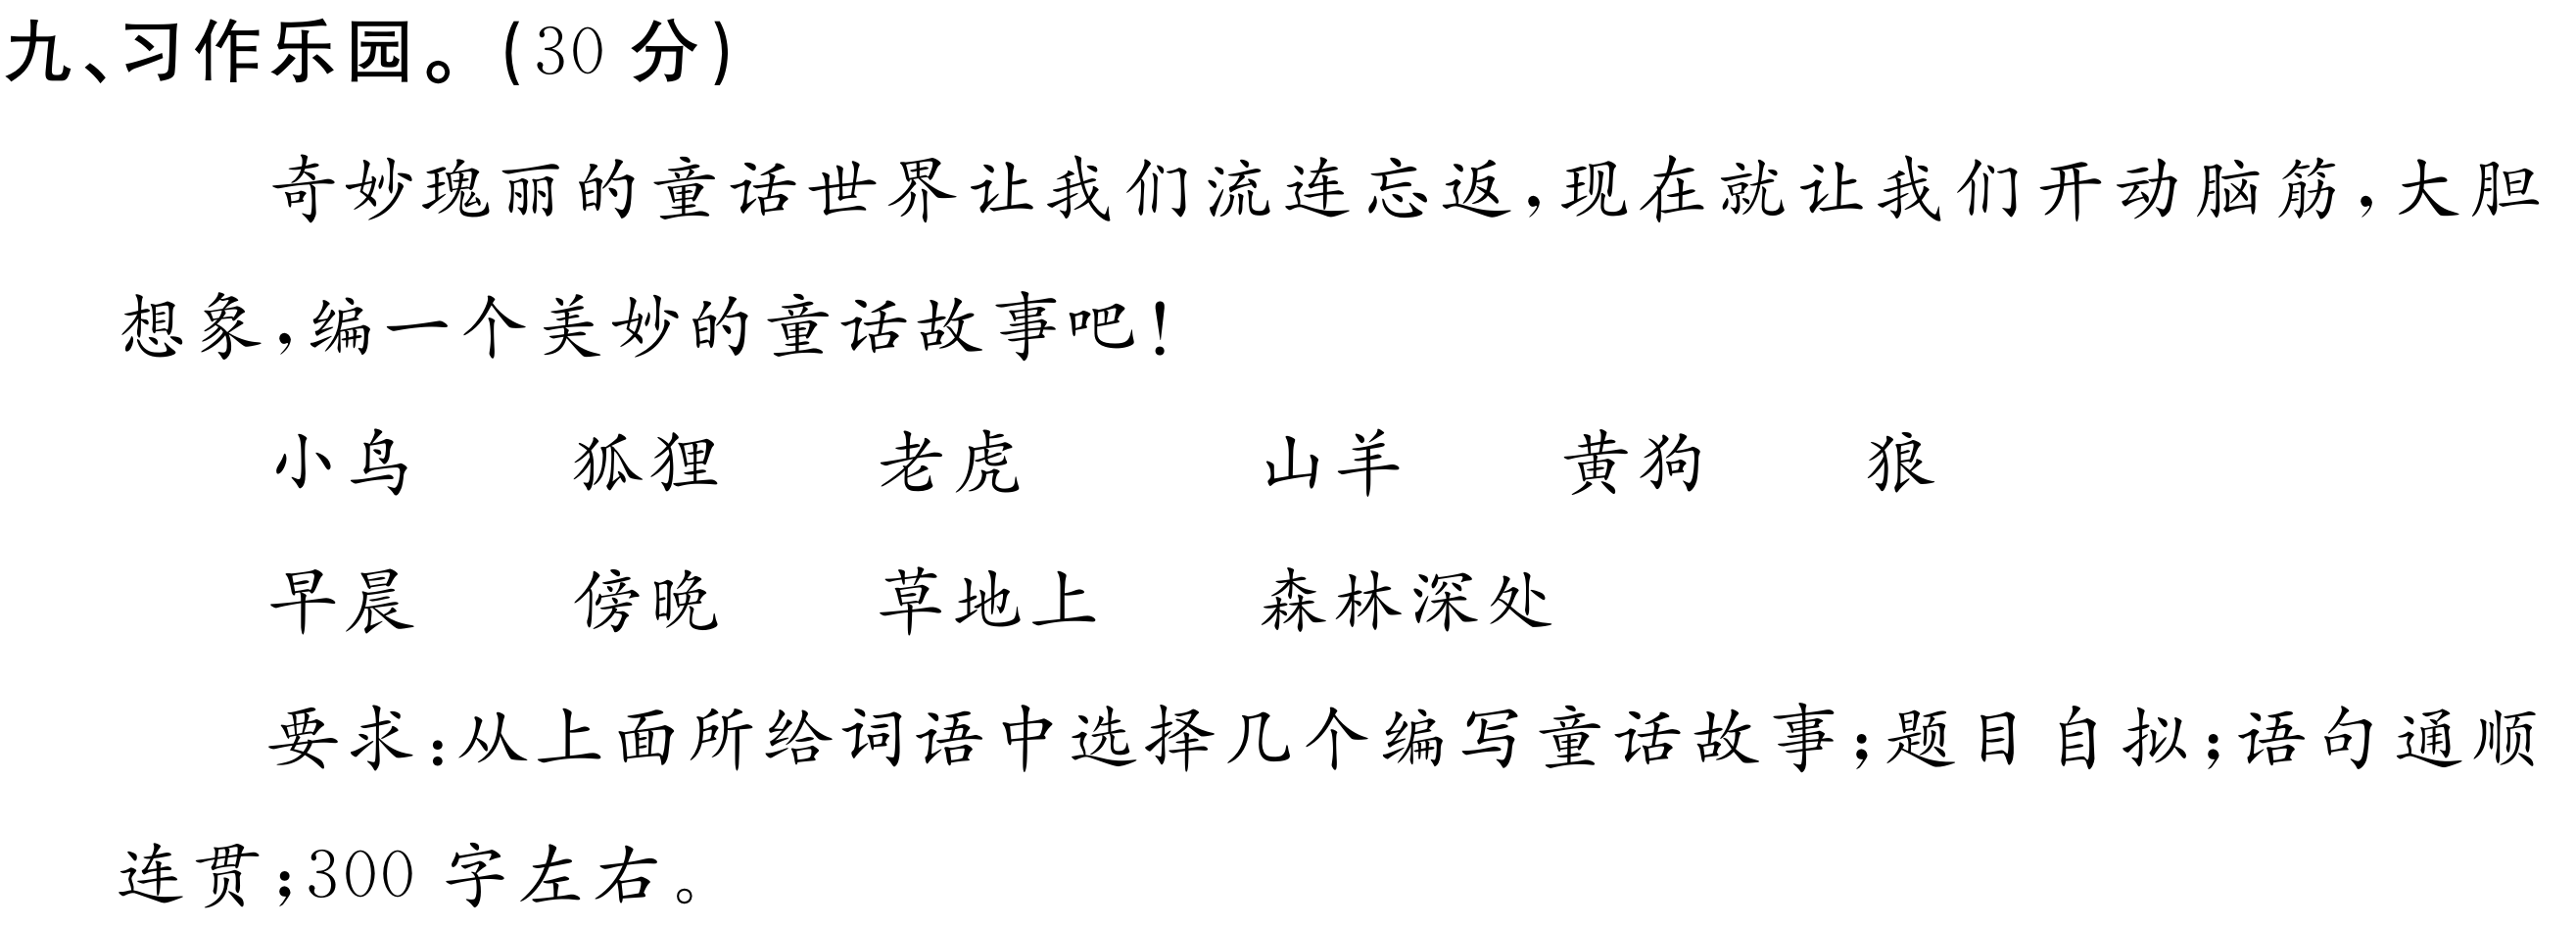 九、习作乐园。(30 分)
奇妙瑰丽的童话世界让我们流连忘返,现在就让我们开动脑筋,大胆
想象,编一个美妙的童话故事吧!
小鸟 狐狸 老虎 山羊 黄狗 狼
早晨 傍晚 草地上 森林深处
要求:从上面所给词语中选择几个编写童话故事;题目自拟;语句通顺
连贯;300 字左右。